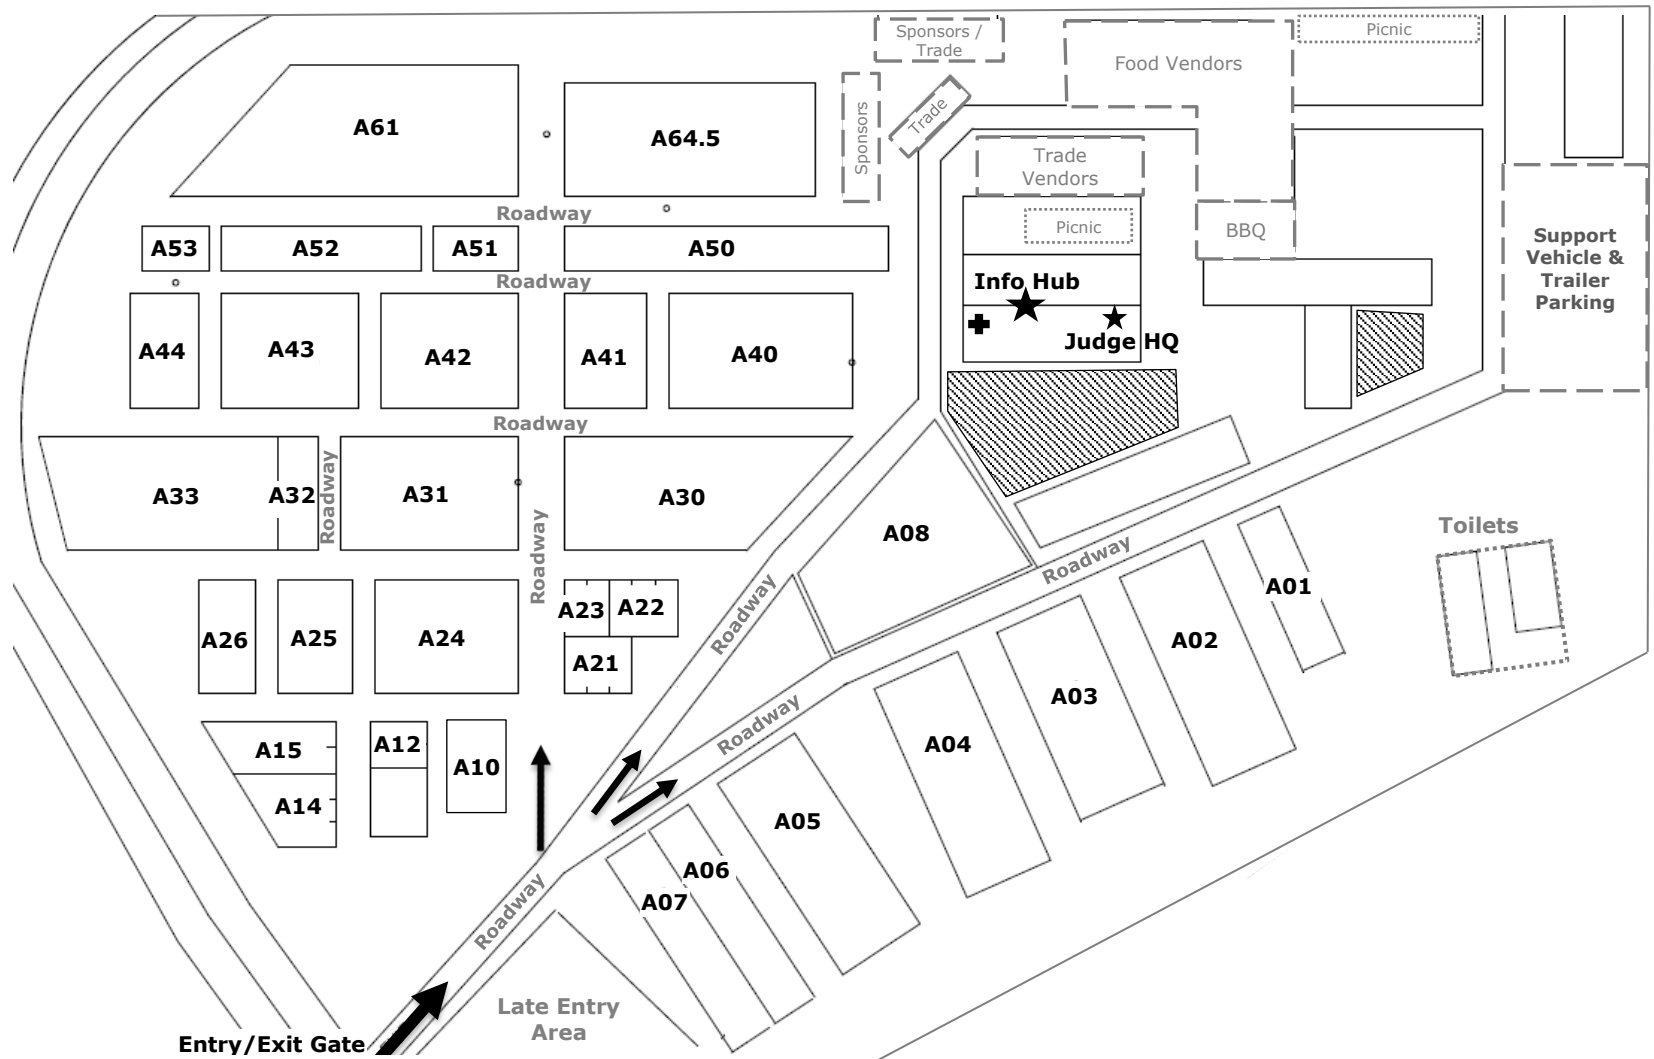 Sponsors /
Trade
Picnic
Food Vendors
Sponsors
Trade
A61
A64.5
Trade
Vendors
Roadway
Picnic
BBQ
A53
A52
A51
A50
Support
Vehicle &
Trailer
Parking
Roadway
Info Hub
Judge HQ
A44
A43
A42
A41
A40
Roadway
A33
A32
Roadway
A31
A30
Roadway
A08
Roadway
Toilets
A01
A26
A25
A24
A23
A22
A21
Roadway
A02
A03
A04
Roadway
A15
A12
A10
A14
A05
A06
A07
Roadway
Late Entry
Area
Entry/Exit Gate